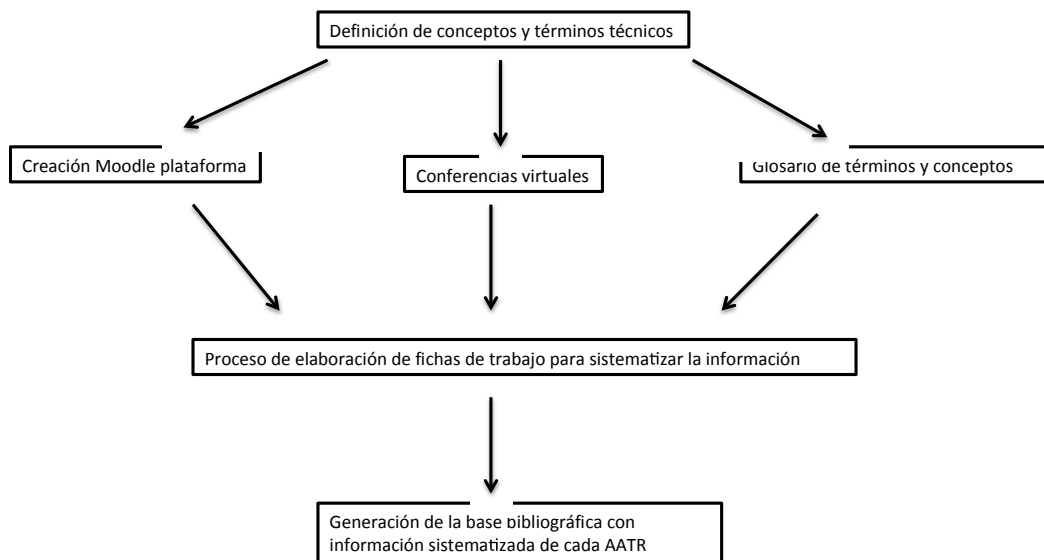 Definición de conceptos y términos técnicos
Creación Moodle plataforma
Conferencias virtuales
Glosario de términos y conceptos
Proceso de elaboración de fichas de trabajo para sistematizar la información
Generación de la base bibliográfica con
información sistematizada de cada AATR